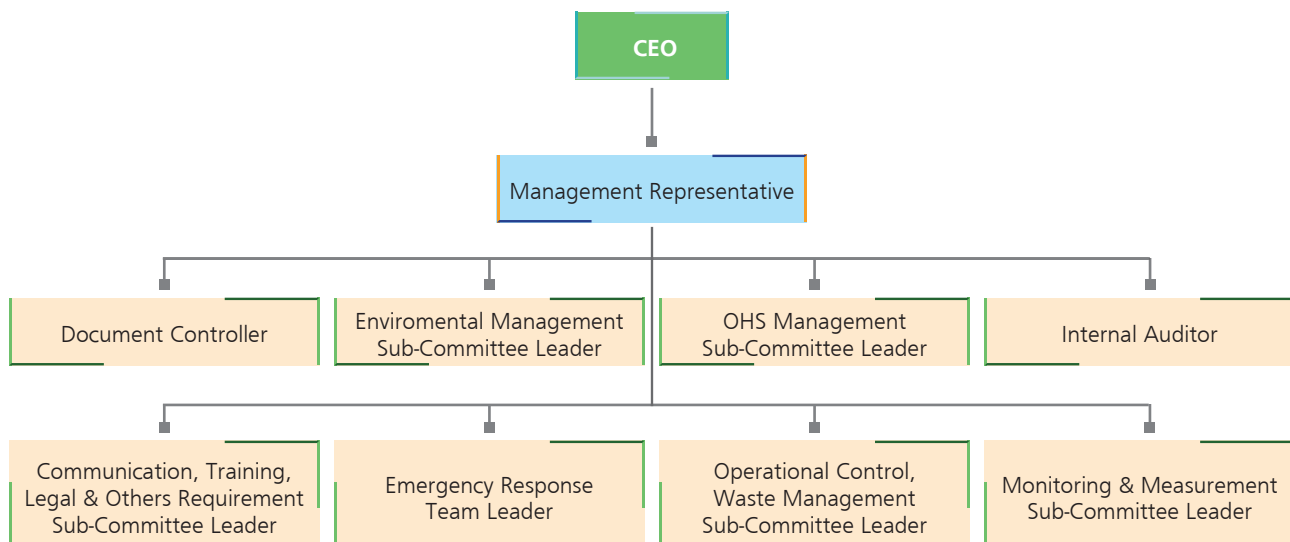 CEO
Management Representative
Document Controller
Enviromental Management
Sub-Committee Leader
OHS Management
Sub-Committee Leader
Internal Auditor
Communication, Training,
Legal & Others Requirement
Sub-Committee Leader
Emergency Response
Team Leader
Operational Control,
Waste Management
Sub-Committee Leader
Monitoring & Measurement
Sub-Committee Leader